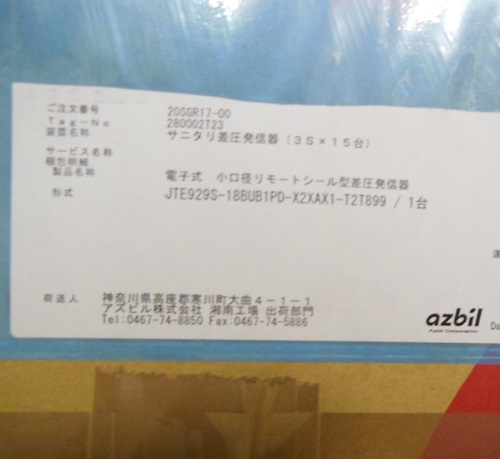 ご注文番号 20SGR17-00
Tag-No 280002T23
装置名称 サニタリ差圧発信器（3S×15台）
サービス名称
梱包明細
製品名称 電子式 小口径リモートシール型差圧発信器
形式 JTE929S-18BUB1PD-X2XAX1-T2T899 / 1台
荷送人 神奈川県高座郡寒川町大曲4-1-1
アズビル株式会社 湘南工場 出荷部門
Tel:0467-74-8850 Fax:0467-74-5886
azbil
Azbil Corporation